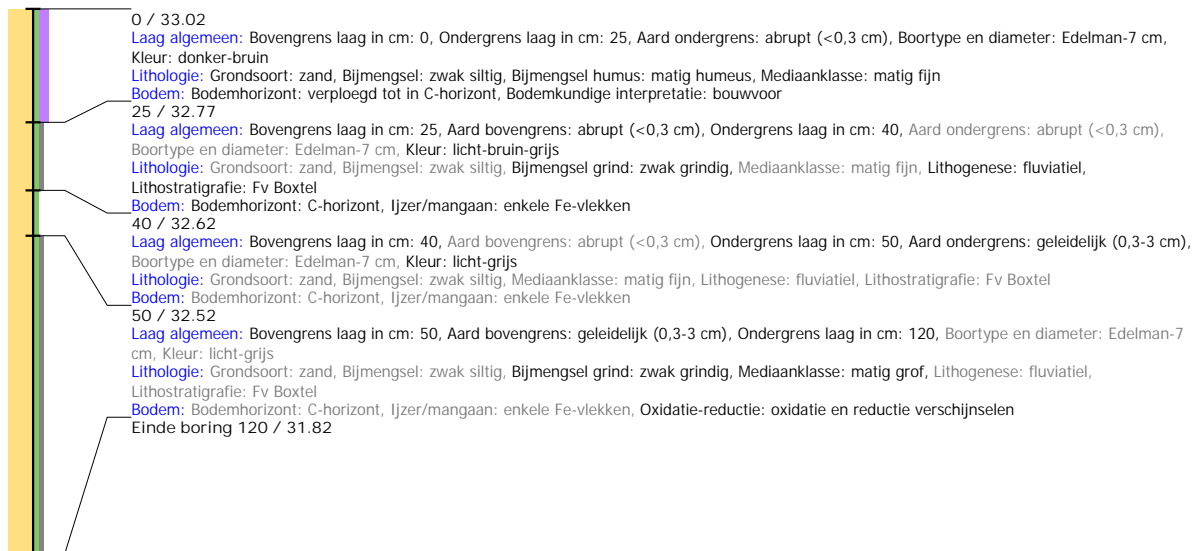 0 / 33.02
Laag algemeen: Bovengrens laag in cm: 0, Ondergrens laag in cm: 25, Aard ondergrens: abrupt (<0,3 cm), Boortype en diameter: Edelman-7 cm,
Kleur: donker-bruin
Lithologie: Grondsoort: zand, Bijmengsel: zwak siltig, Bijmengsel humus: matig humeus, Mediaanklasse: matig fijn
Bodem: Bodemhorizont: verploegd tot in C-horizont, Bodemkundige interpretatie: bouwvoor
25 / 32.77
Laag algemeen: Bovengrens laag in cm: 25, Aard bovengrens: abrupt (<0,3 cm), Ondergrens laag in cm: 40, Aard ondergrens: abrupt (<0,3 cm),
Boortype en diameter: Edelman-7 cm, Kleur: licht-bruin-grijs
Lithologie: Grondsoort: zand, Bijmengsel: zwak siltig, Bijmengsel grind: zwak grindig, Mediaanklasse: matig fijn, Lithogenese: fluviatiel,
Lithostratigrafie: Fv Boxtel
Bodem: Bodemhorizont: C-horizont, Ijzer/mangaan: enkele Fe-vlekken
40 / 32.62
Laag algemeen: Bovengrens laag in cm: 40, Aard bovengrens: abrupt (<0,3 cm), Ondergrens laag in cm: 50, Aard ondergrens: geleidelijk (0,3-3 cm),
Boortype en diameter: Edelman-7 cm, Kleur: licht-grijs
Lithologie: Grondsoort: zand, Bijmengsel: zwak siltig, Mediaanklasse: matig fijn, Lithogenese: fluviatiel, Lithostratigrafie: Fv Boxtel
Bodem: Bodemhorizont: C-horizont, Ijzer/mangaan: enkele Fe-vlekken
50 / 32.52
Laag algemeen: Bovengrens laag in cm: 50, Aard bovengrens: geleidelijk (0,3-3 cm), Ondergrens laag in cm: 120, Boortype en diameter: Edelman-7
cm, Kleur: licht-grijs
Lithologie: Grondsoort: zand, Bijmengsel: zwak siltig, Bijmengsel grind: zwak grindig, Mediaanklasse: matig grof, Lithogenese: fluviatiel,
Lithostratigrafie: Fv Boxtel
Bodem: Bodemhorizont: C-horizont, Ijzer/mangaan: enkele Fe-vlekken, Oxidatie-reductie: oxidatie en reductie verschijnselen
Einde boring 120 / 31.82